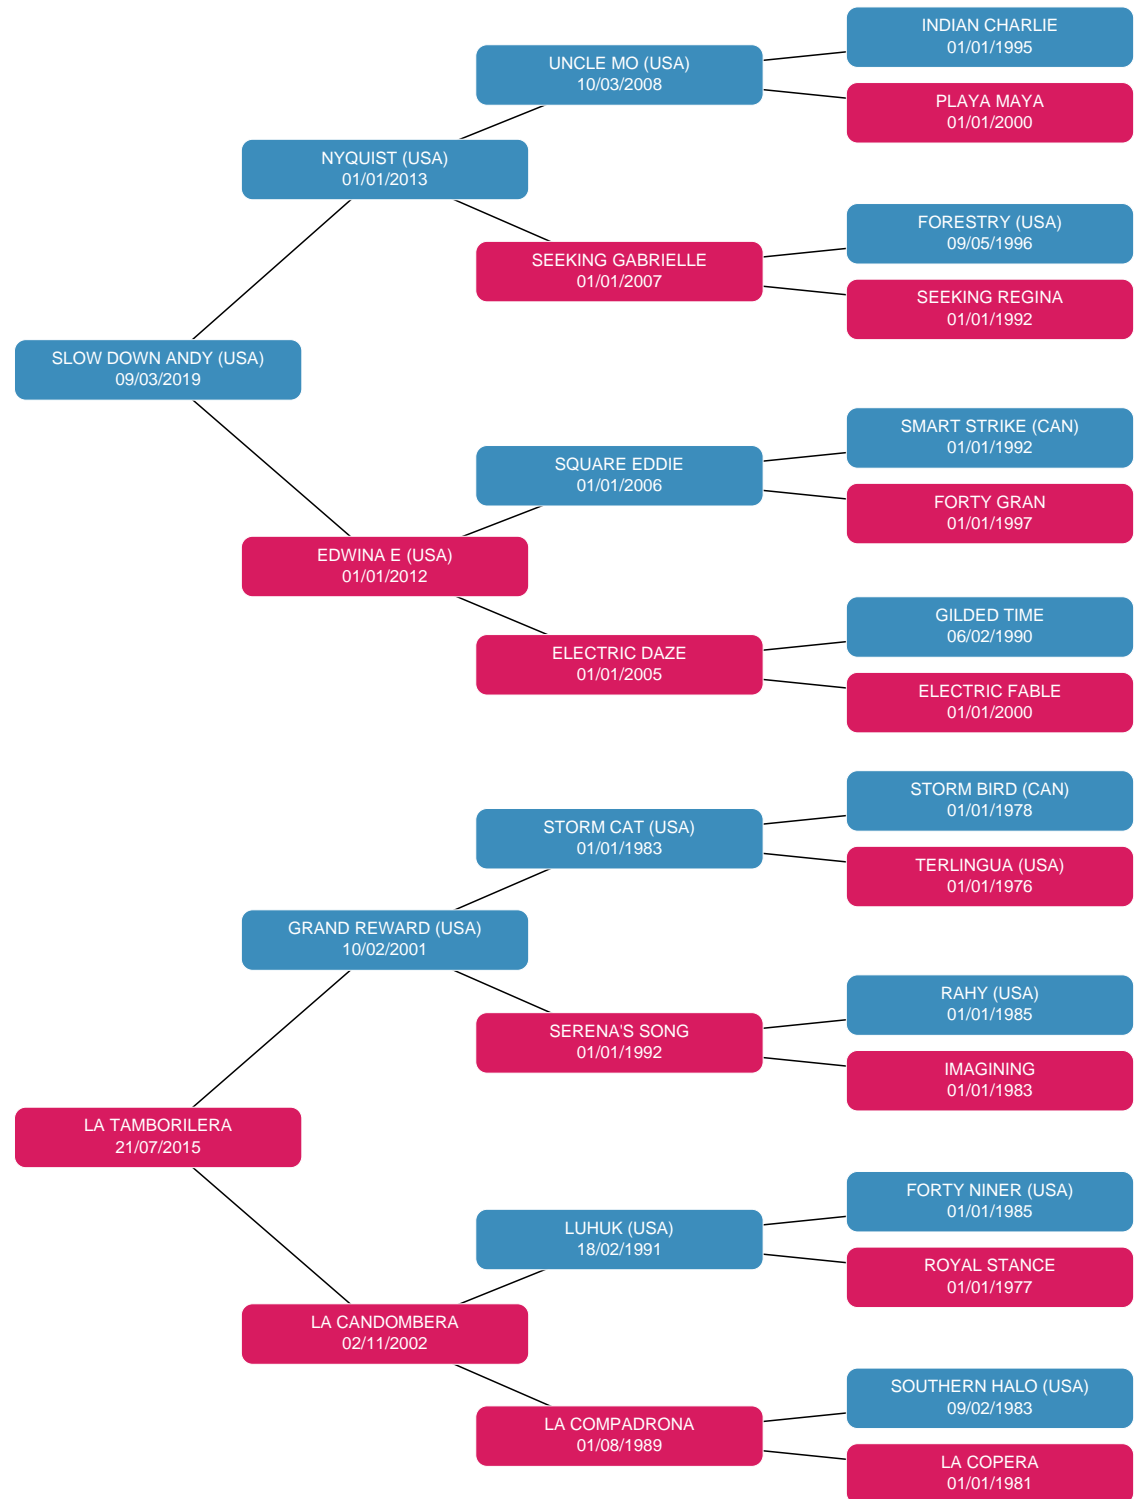 INDIAN CHARLIE
01/01/1995
UNCLE MO (USA)
10/03/2008
PLAYA MAYA
01/01/2000
NYQUIST (USA)
01/01/2013
FORESTRY (USA)
09/05/1996
SEEKING GABRIELLE
01/01/2007
SEEKING REGINA
01/01/1992
SLOW DOWN ANDY (USA)
09/03/2019
SMART STRIKE (CAN)
01/01/1992
SQUARE EDDIE
01/01/2006
FORTY GRAN
01/01/1997
EDWINA E (USA)
01/01/2012
GILDED TIME
06/02/1990
ELECTRIC DAZE
01/01/2005
ELECTRIC FABLE
01/01/2000
STORM BIRD (CAN)
01/01/1978
STORM CAT (USA)
01/01/1983
TERLINGUA (USA)
01/01/1976
GRAND REWARD (USA)
10/02/2001
RAHY (USA)
01/01/1985
SERENA'S SONG
01/01/1992
IMAGINING
01/01/1983
LA TAMBORILERA
21/07/2015
FORTY NINER (USA)
01/01/1985
LUHUK (USA)
18/02/1991
ROYAL STANCE
01/01/1977
LA CANDOMBERA
02/11/2002
SOUTHERN HALO (USA)
09/02/1983
LA COMPADRONA
01/08/1989
LA COPERA
01/01/1981